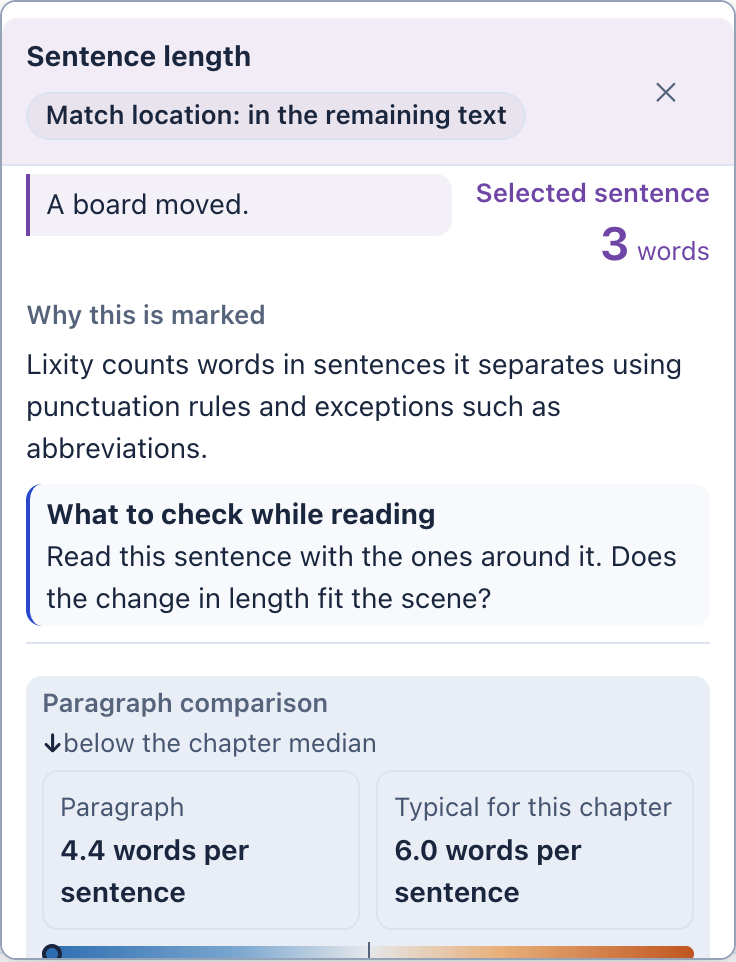 Sentence length
Match location: in the remaining text
A board moved.
Selected sentence
3 words
Why this is marked
Lixity counts words in sentences it separates using
punctuation rules and exceptions such as
abbreviations.
What to check while reading
Read this sentence with the ones around it. Does
the change in length fit the scene?
Paragraph comparison
↓below the chapter median
Paragraph
4.4 words per
sentence
Typical for this chapter
6.0 words per
sentence